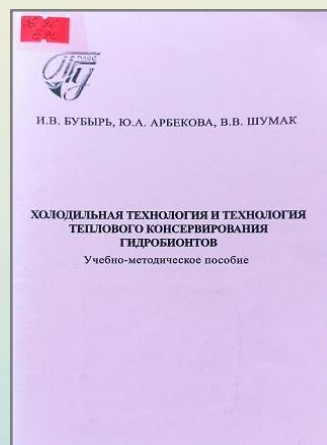 И.В. БУБЫРЬ, Ю.А. АРБЕКОВА, В.В. ШУМАК
ХОЛОДИЛЬНАЯ ТЕХНОЛОГИЯ И ТЕХНОЛОГИЯ
ТЕПЛОВОГО КОНСЕРВИРОВАНИЯ
ГИДРОБИОНТОВ
Учебно-методическое пособие